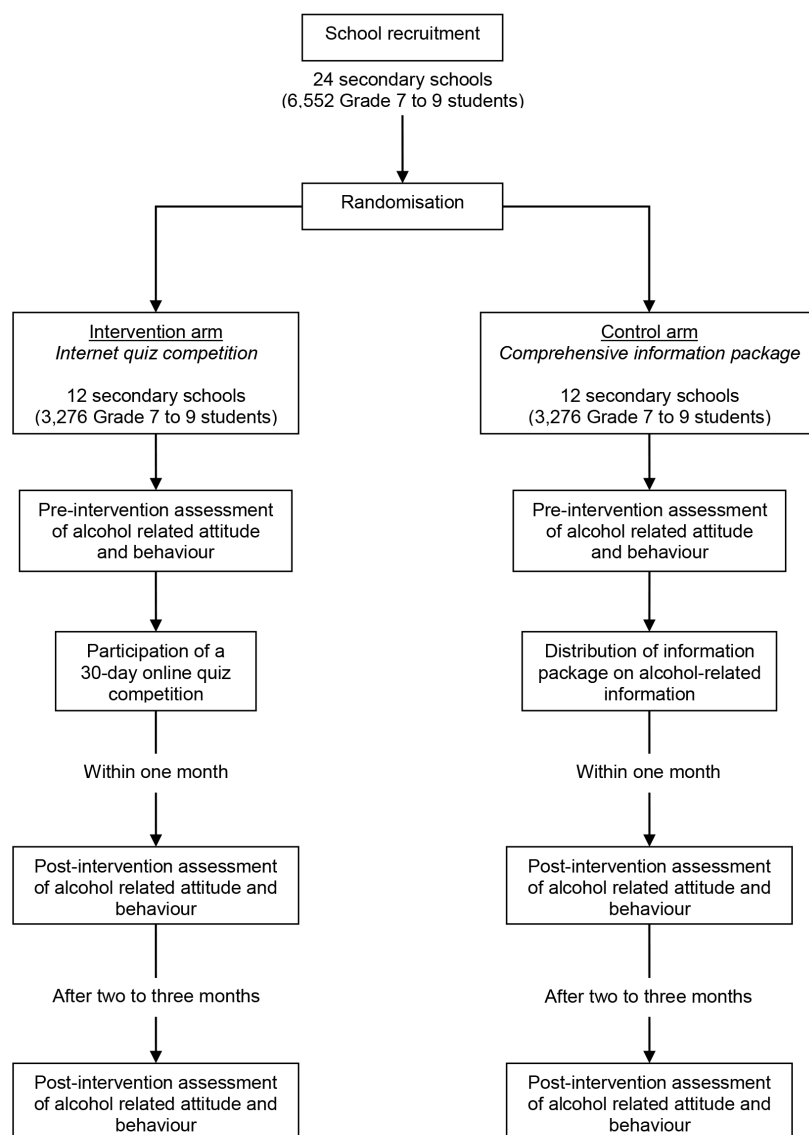 School recruitment
24 secondary schools
(6,552 Grade 7 to 9 students)
Randomisation
Intervention arm
Internet quiz competition
12 secondary schools
(3,276 Grade 7 to 9 students)
Control arm
Comprehensive information package
12 secondary schools
(3,276 Grade 7 to 9 students)
Pre-intervention assessment
of alcohol related attitude
and behaviour
Pre-intervention assessment
of alcohol related attitude
and behaviour
Participation of a
30-day online quiz
competition
Distribution of information
package on alcohol-related
information
Within one month
Within one month
Post-intervention assessment
of alcohol related attitude and
behaviour
Post-intervention assessment
of alcohol related attitude and
behaviour
After two to three months
After two to three months
Post-intervention assessment
of alcohol related attitude and
behaviour
Post-intervention assessment
of alcohol related attitude and
behaviour